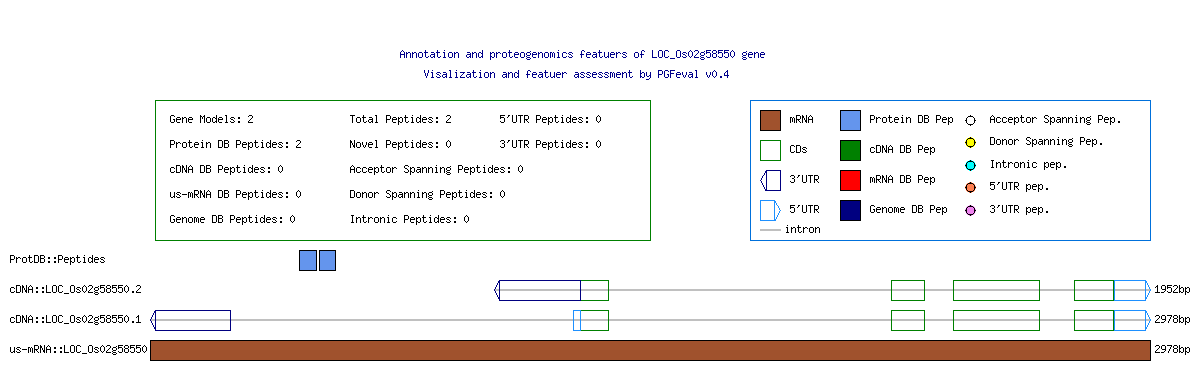 Annotation and proteogenomics featuers of LOC_Os02g58550 gene
Visalization and featuer assessment by PGFeval v0.4
Gene Models: 2 Total Peptides: 2 5'UTR Peptides: 0
Protein DB Peptides: 2 Novel Peptides: 0 3'UTR Peptides: 0
cDNA DB Peptides: 0 Acceptor Spanning Peptides: 0
us-mRNA DB Peptides: 0 Donor Spanning Peptides: 0
Genome DB Peptides: 0 Intronic Peptides: 0
mRNA Protein DB Pep Acceptor Spanning Pep.
CDs cDNA DB Pep Donor Spanning Pep.
3'UTR mRNA DB Pep Intronic pep.
5'UTR Genome DB Pep 5'UTR pep.
intron 3'UTR pep.
ProtDB::Peptides
cDNA::LOC_Os02g58550.2 1952bp
cDNA::LOC_Os02g58550.1 2978bp
us-mRNA::LOC_Os02g58550 2978bp